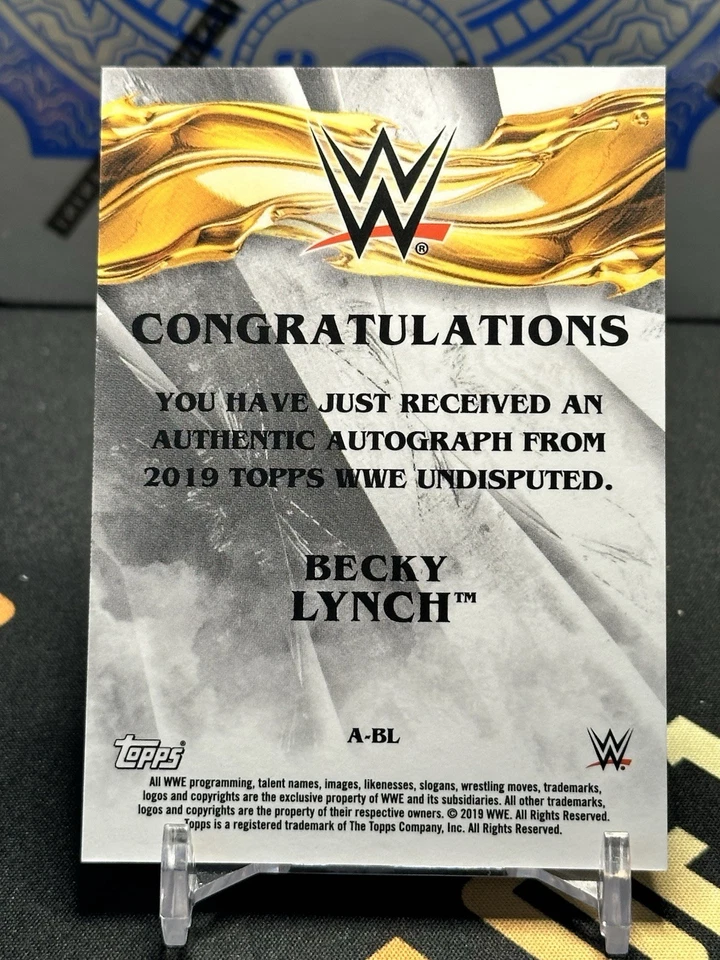 W
®
CONGRATULATIONS
YOU HAVE JUST RECEIVED AN
AUTHENTIC AUTOGRAPH FROM
2019 TOPPS WWE UNDISPUTED.
BECKY
LYNCH™
A-BL
TOPPS® W
All WWE programming, talent names, images, likenesses, slogans, wrestling moves, trademarks,
logos and copyrights are the exclusive property of WWE and its subsidiaries. All other trademarks,
logos and copyrights are the property of their respective owners. © 2019 WWE. All Rights Reserved.
Topps is a registered trademark of The Topps Company, Inc. All Rights Reserved.